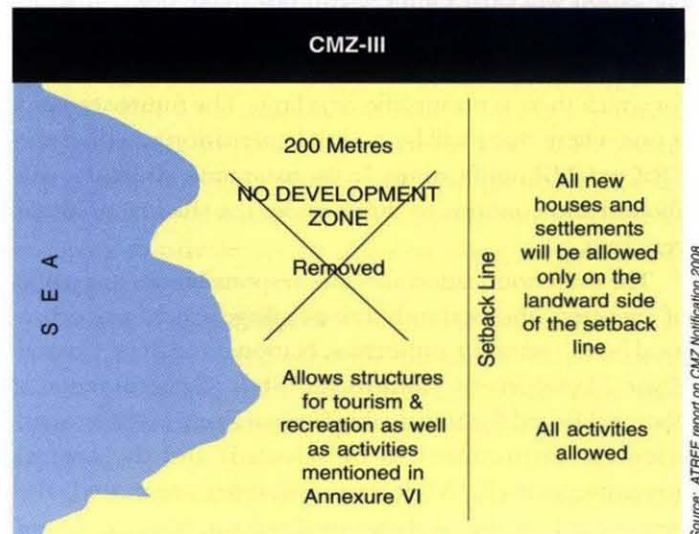 CMZ-III
SEA
200 Metres
NO DEVELOPMENT
ZONE
Removed
Allows structures
for tourism &
recreation as well
as activities
mentioned in
Annexure VI
Setback Line
All new
houses and
settlements
will be allowed
only on the
landward side
of the setback
line
All activities
allowed
Source: ATREE report on CMZ Notification 2008